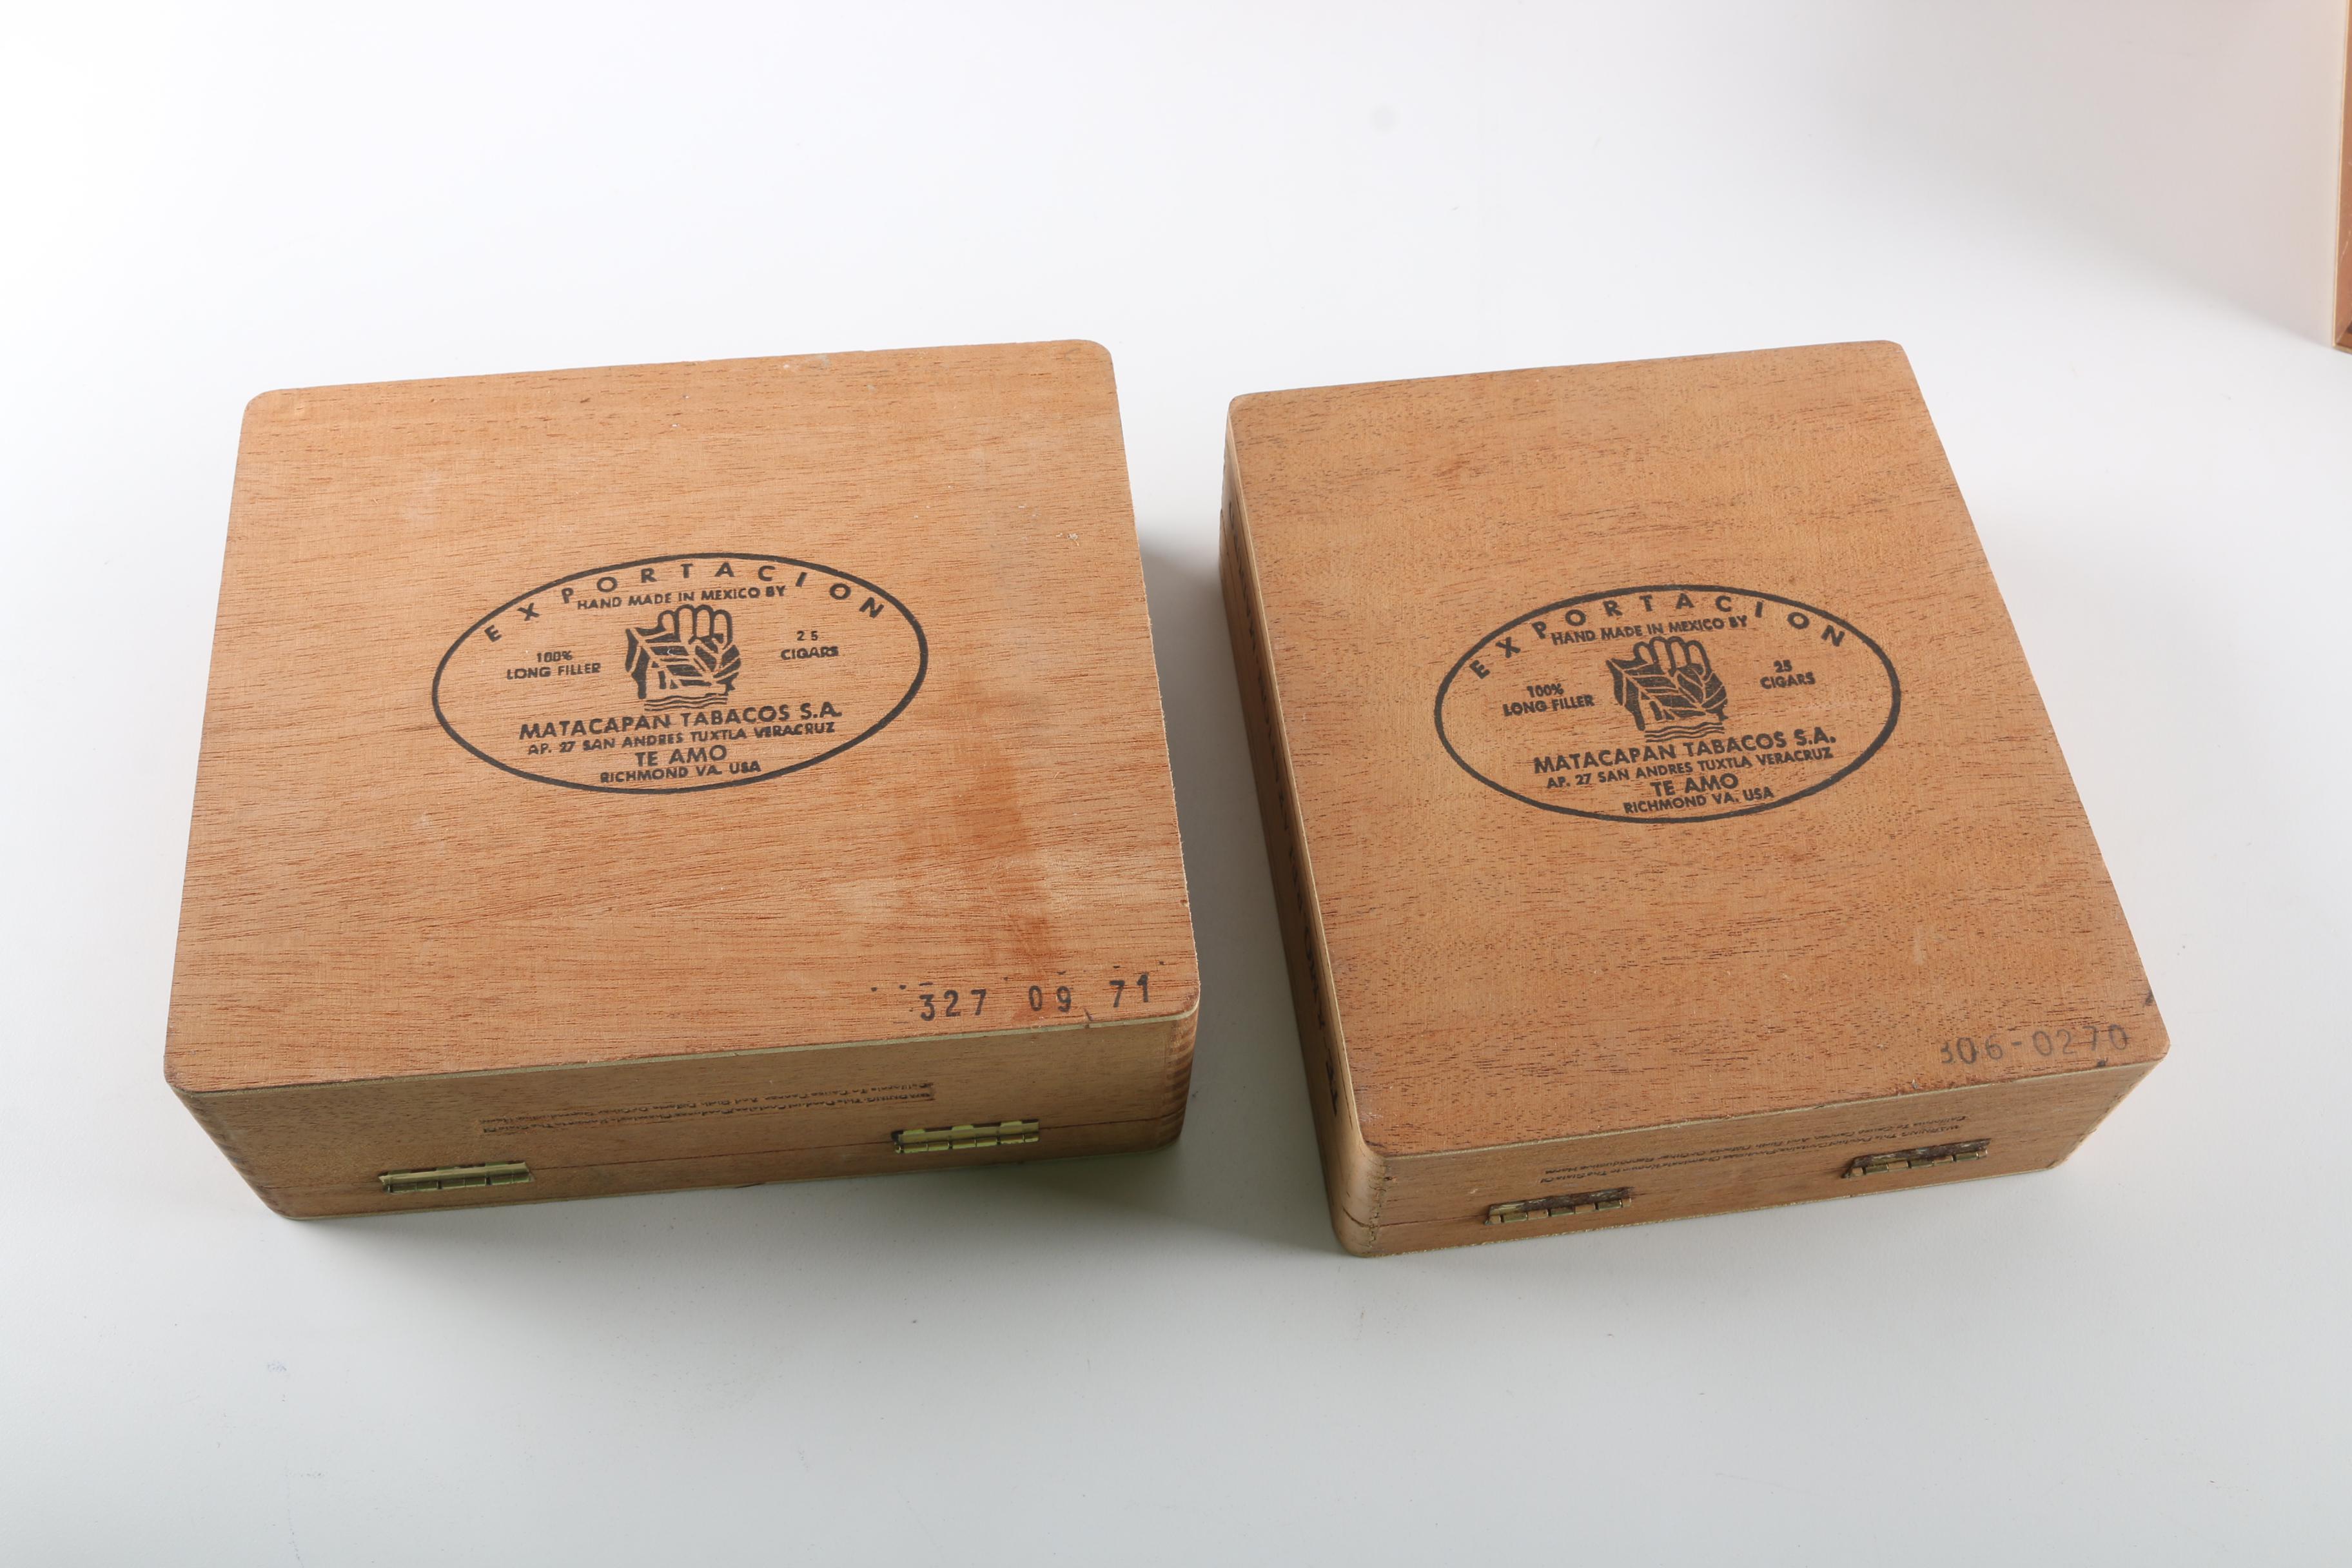 EXPORTACION
HAND MADE IN MEXICO BY
100%
LONG FILLER
25
CIGARS
MATACAPAN TABACOS S.A.
AP. 27 SAN ANDRES TUXTLA VERACRUZ
TE AMO
RICHMOND VA. USA
327 09 71
EXPORTACION
HAND MADE IN MEXICO BY
100%
LONG FILLER
25
CIGARS
MATACAPAN TABACOS S.A.
AP. 27 SAN ANDRES TUXTLA VERACRUZ
TE AMO
RICHMOND VA. USA
306-0270